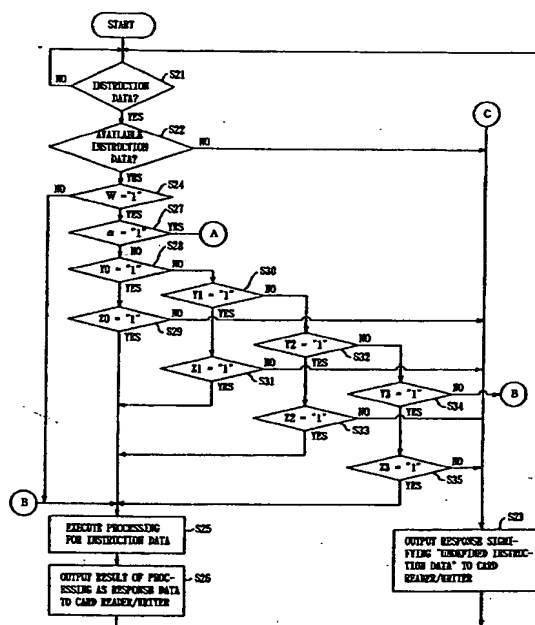 START
S21
NO
INSTRUCTION
DATA?
YES
S22
C
AVAILABLE
INSTRUCTION
DATA?
NO
YES
S24
NO
W = "1"
YES
S27
α = "1"
YES
A
NO
S28
Y0 = "1"
NO
S30
YES
Y1 = "1"
NO
Z0 = "1"
NO
S29
YES
YES
Y2 = "1"
NO
S32
Z1 = "1"
NO
S31
YES
YES
Y3 = "1"
NO
B
S34
Z2 = "1"
NO
S33
YES
YES
Z3 = "1"
NO
S35
YES
B
S25
EXECUTE PROCESSING
FOR INSTRUCTION DATA
S23
OUTPUT RESPONSE SIGNI-
FYING "UNDEFINED INSTRUC-
TION DATA" TO CARD
READER/WRITER
S26
OUTPUT RESULT OF PROC-
ESSING AS RESPONSE DATA
TO CARD READER/WRITER